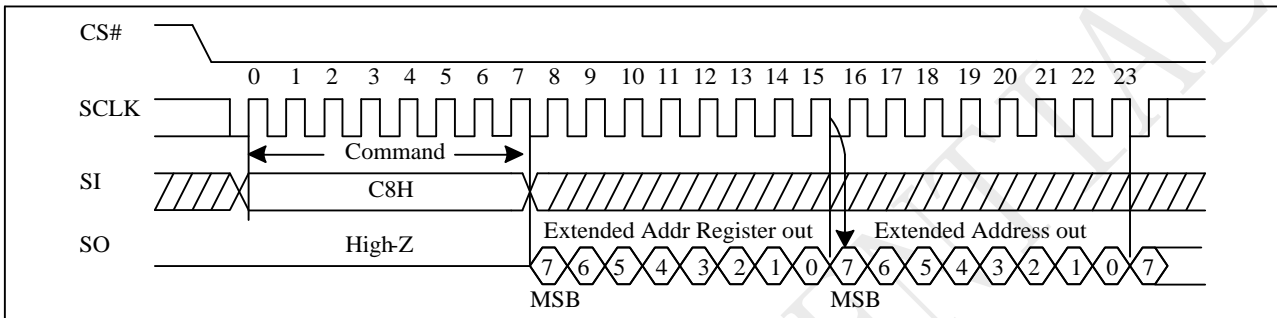 CS#
0 1 2 3 4 5 6 7 8 9 10 11 12 13 14 15 16 17 18 19 20 21 22 23
SCLK
Command
SI C8H
SO High-Z Extended Addr Register out Extended Address out
7 6 5 4 3 2 1 0 7 6 5 4 3 2 1 0 7
MSB MSB